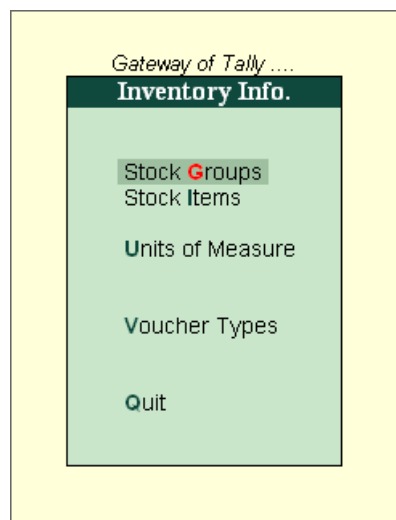 Gateway of Tally ....
Inventory Info.
Stock Groups
Stock Items
Units of Measure
Voucher Types
Quit